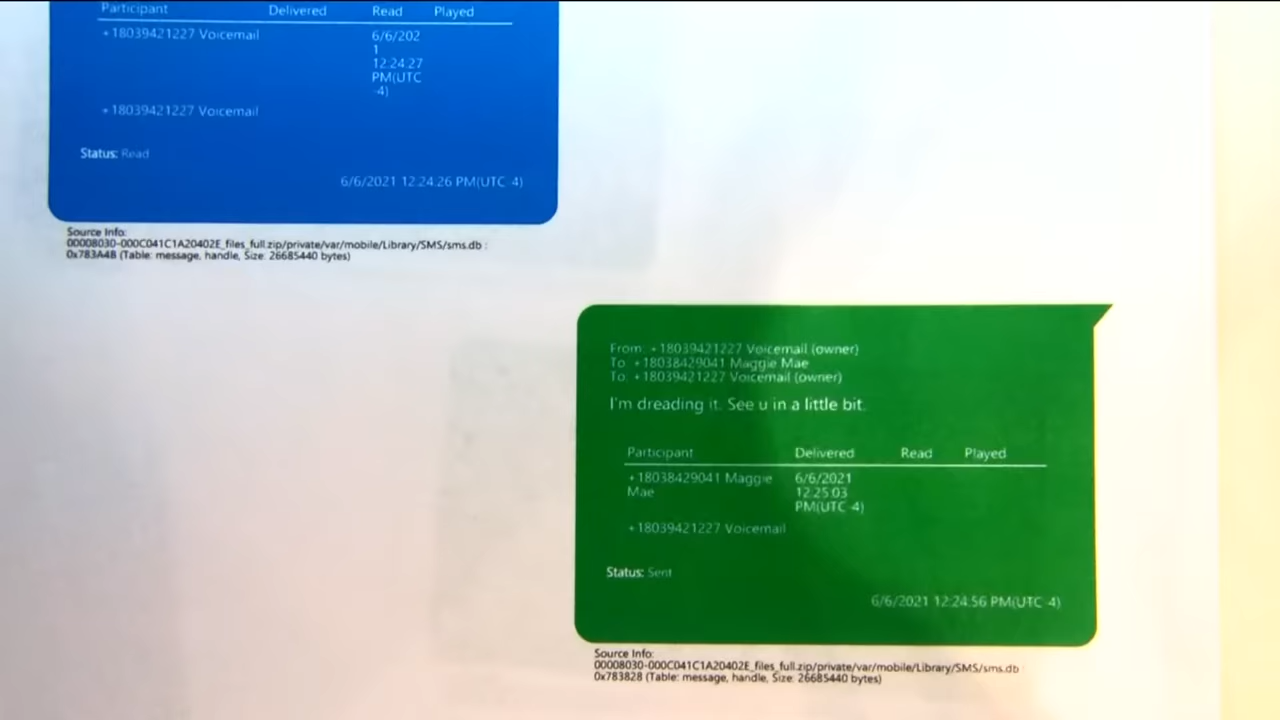 Participant Delivered Read Played
+18039421227 Voicemail 6/6/202
1
12:24:27
PM(UTC
-4)
+18039421227 Voicemail
Status: Read
6/6/2021 12:24:26 PM(UTC-4)
Source Info:
00008030-000C041C1A20402E_files_full.zip/private/var/mobile/Library/SMS/sms.db :
0x783A4B (Table: message, handle, Size: 26685440 bytes)
From: +18039421227 Voicemail (owner)
To: +18038429041 Maggie Mae
To: +18039421227 Voicemail (owner)
I'm dreading it. See u in a little bit.
Participant Delivered Read Played
+18038429041 Maggie 6/6/2021
Mae 12:25:03
PM(UTC-4)
+18039421227 Voicemail
Status: Sent
6/6/2021 12:24:56 PM(UTC-4)
Source Info:
00008030-000C041C1A20402E_files_full.zip/private/var/mobile/Library/SMS/sms.db :
0x783828 (Table: message, handle, Size: 26685440 bytes)